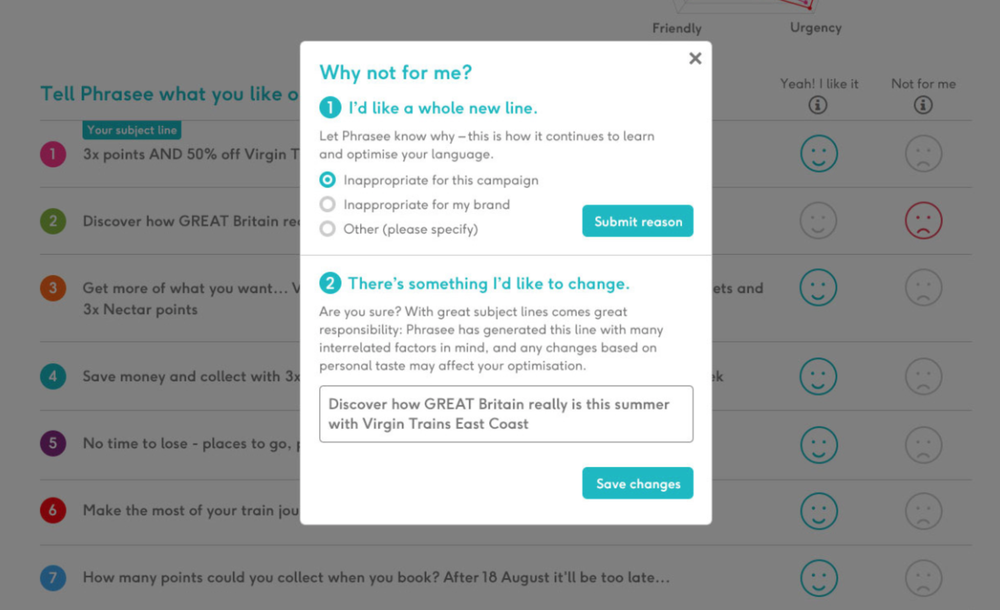 Friendly
Urgency
Tell Phrasee what you like
Yeah! I like it
Not for me
Your subject line
1
3x points AND 50% off Virgin
2
Discover how GREAT Britain
3
Get more of what you want...
ets and
3x Nectar points
4
Save money and collect with 3x
ek
5
No time to lose - places to go,
6
Make the most of your train
7
How many points could you collect when you book? After 18 August it'll be too late...
Why not for me?
1 I'd like a whole new line.
Let Phrasee know why – this is how it continues to learn
and optimise your language.
Inappropriate for this campaign
Inappropriate for my brand
Other (please specify)
Submit reason
2 There's something I'd like to change.
Are you sure? With great subject lines comes great
responsibility: Phrasee has generated this line with many
interrelated factors in mind, and any changes based on
personal taste may affect your optimisation.
Discover how GREAT Britain really is this summer
with Virgin Trains East Coast
Save changes